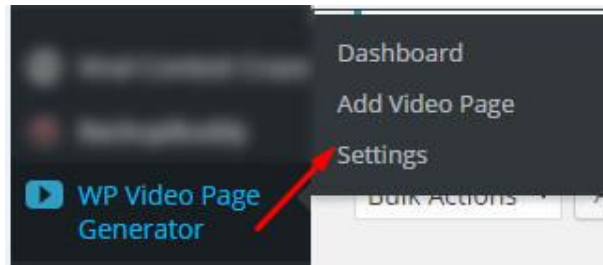 Dashboard
Add Video Page
Settings
WP Video Page
Generator
Bulk Actions